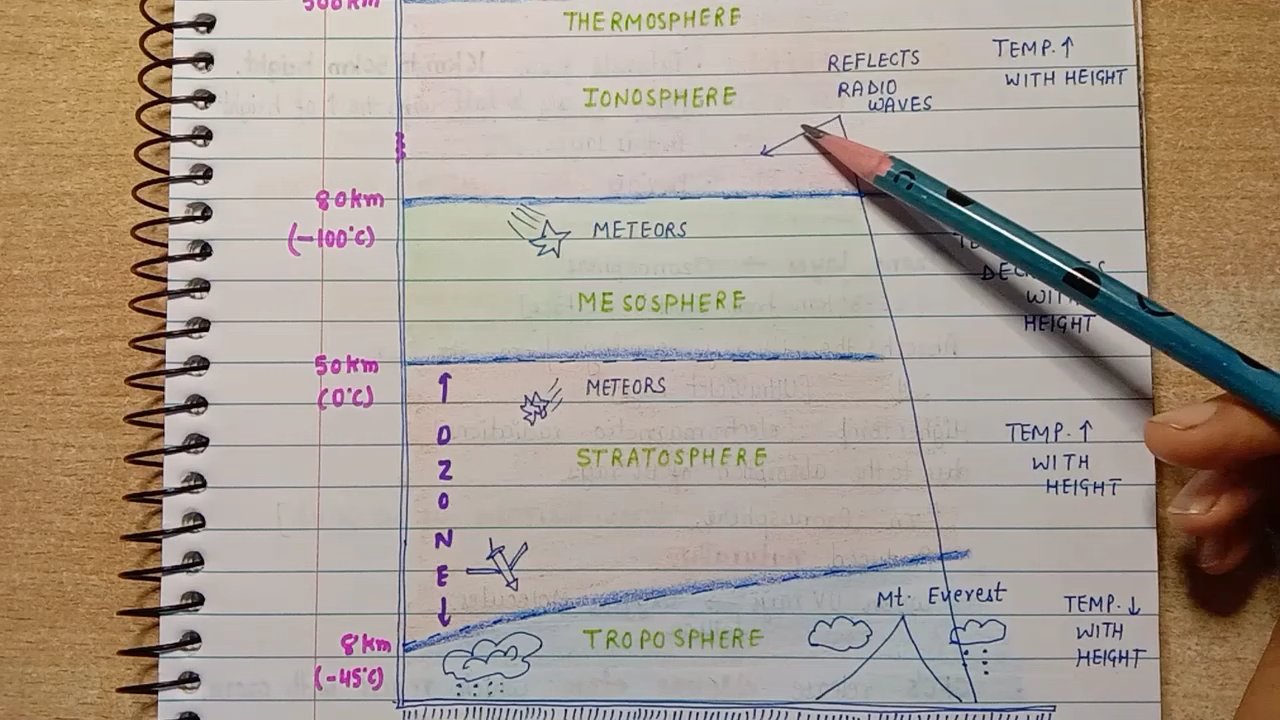 500km
THERMOSPHERE
REFLECTS
RADIO
WAVES
TEMP.↑
WITH HEIGHT
IONOSPHERE
80km
(-100°C)
METEORS
MESOSPHERE
WITH
HEIGHT
50km
(0°C)
METEORS
↑
O
Z
O
N
E
↓
STRATOSPHERE
TEMP.↑
WITH
HEIGHT
Mt. Everest
8km
(-45°C)
TROPOSPHERE
TEMP.↓
WITH
HEIGHT